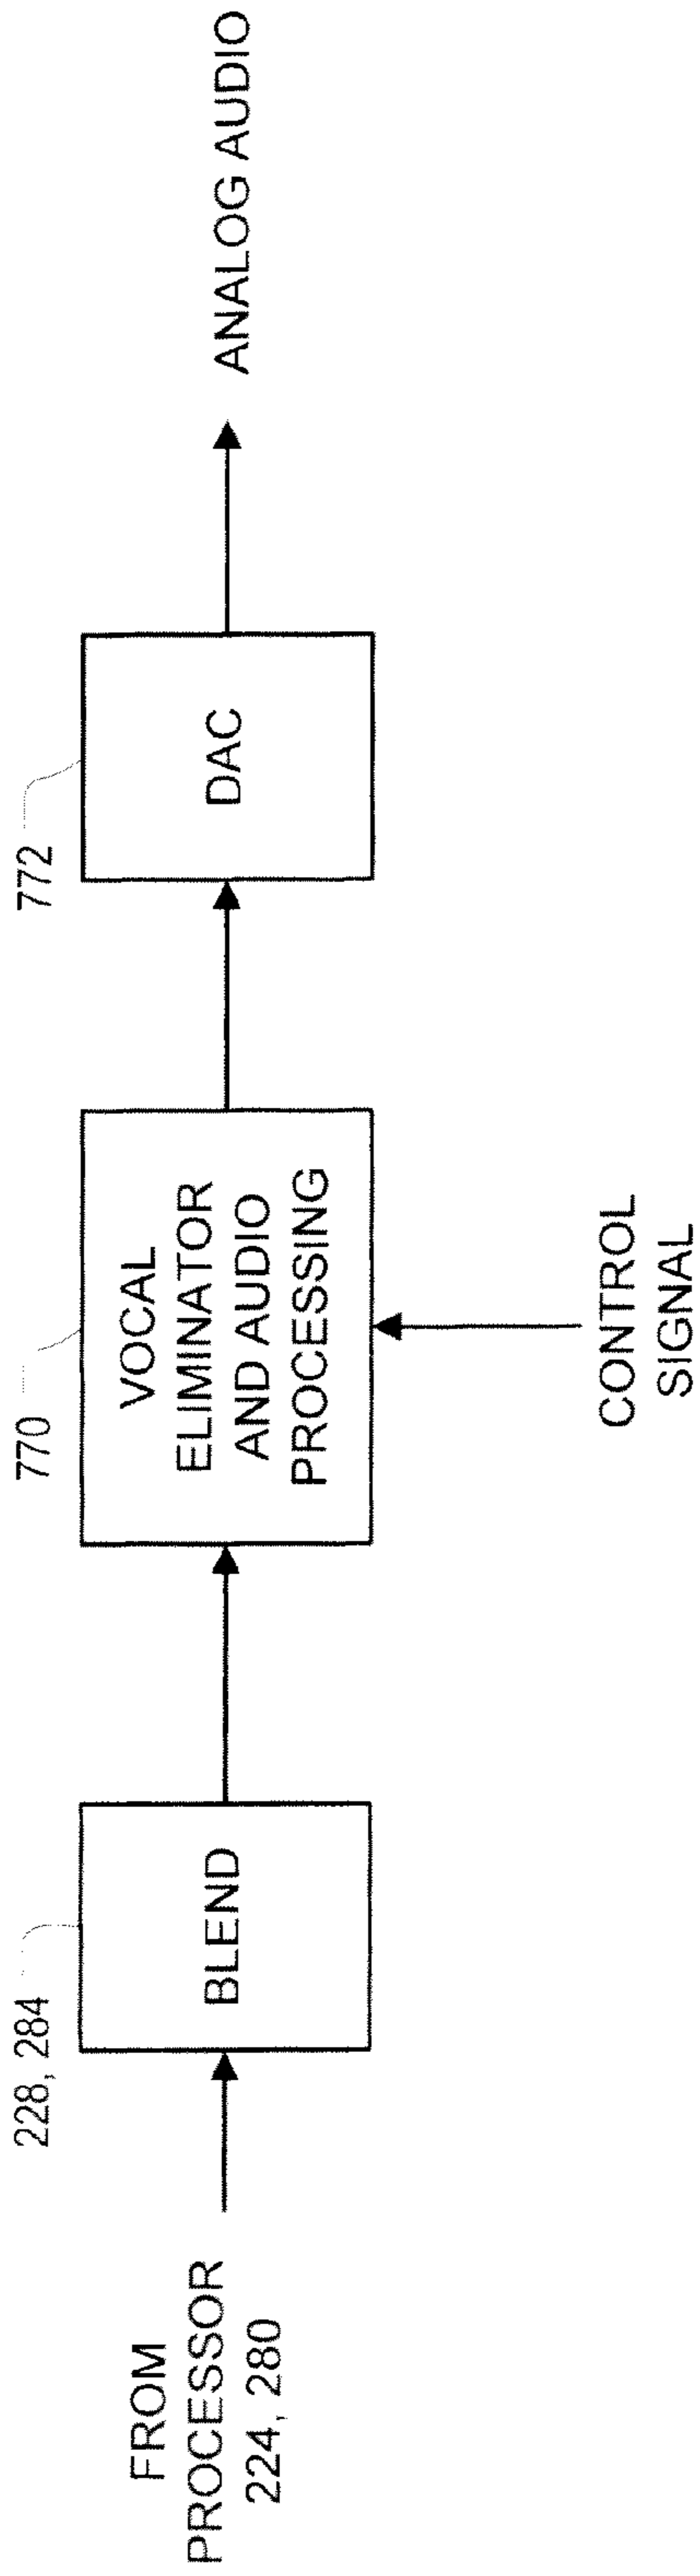 FROM
PROCESSOR
224, 280
228, 284
BLEND
770
VOCAL
ELIMINATOR
AND AUDIO
PROCESSING
CONTROL
SIGNAL
772
DAC
ANALOG AUDIO